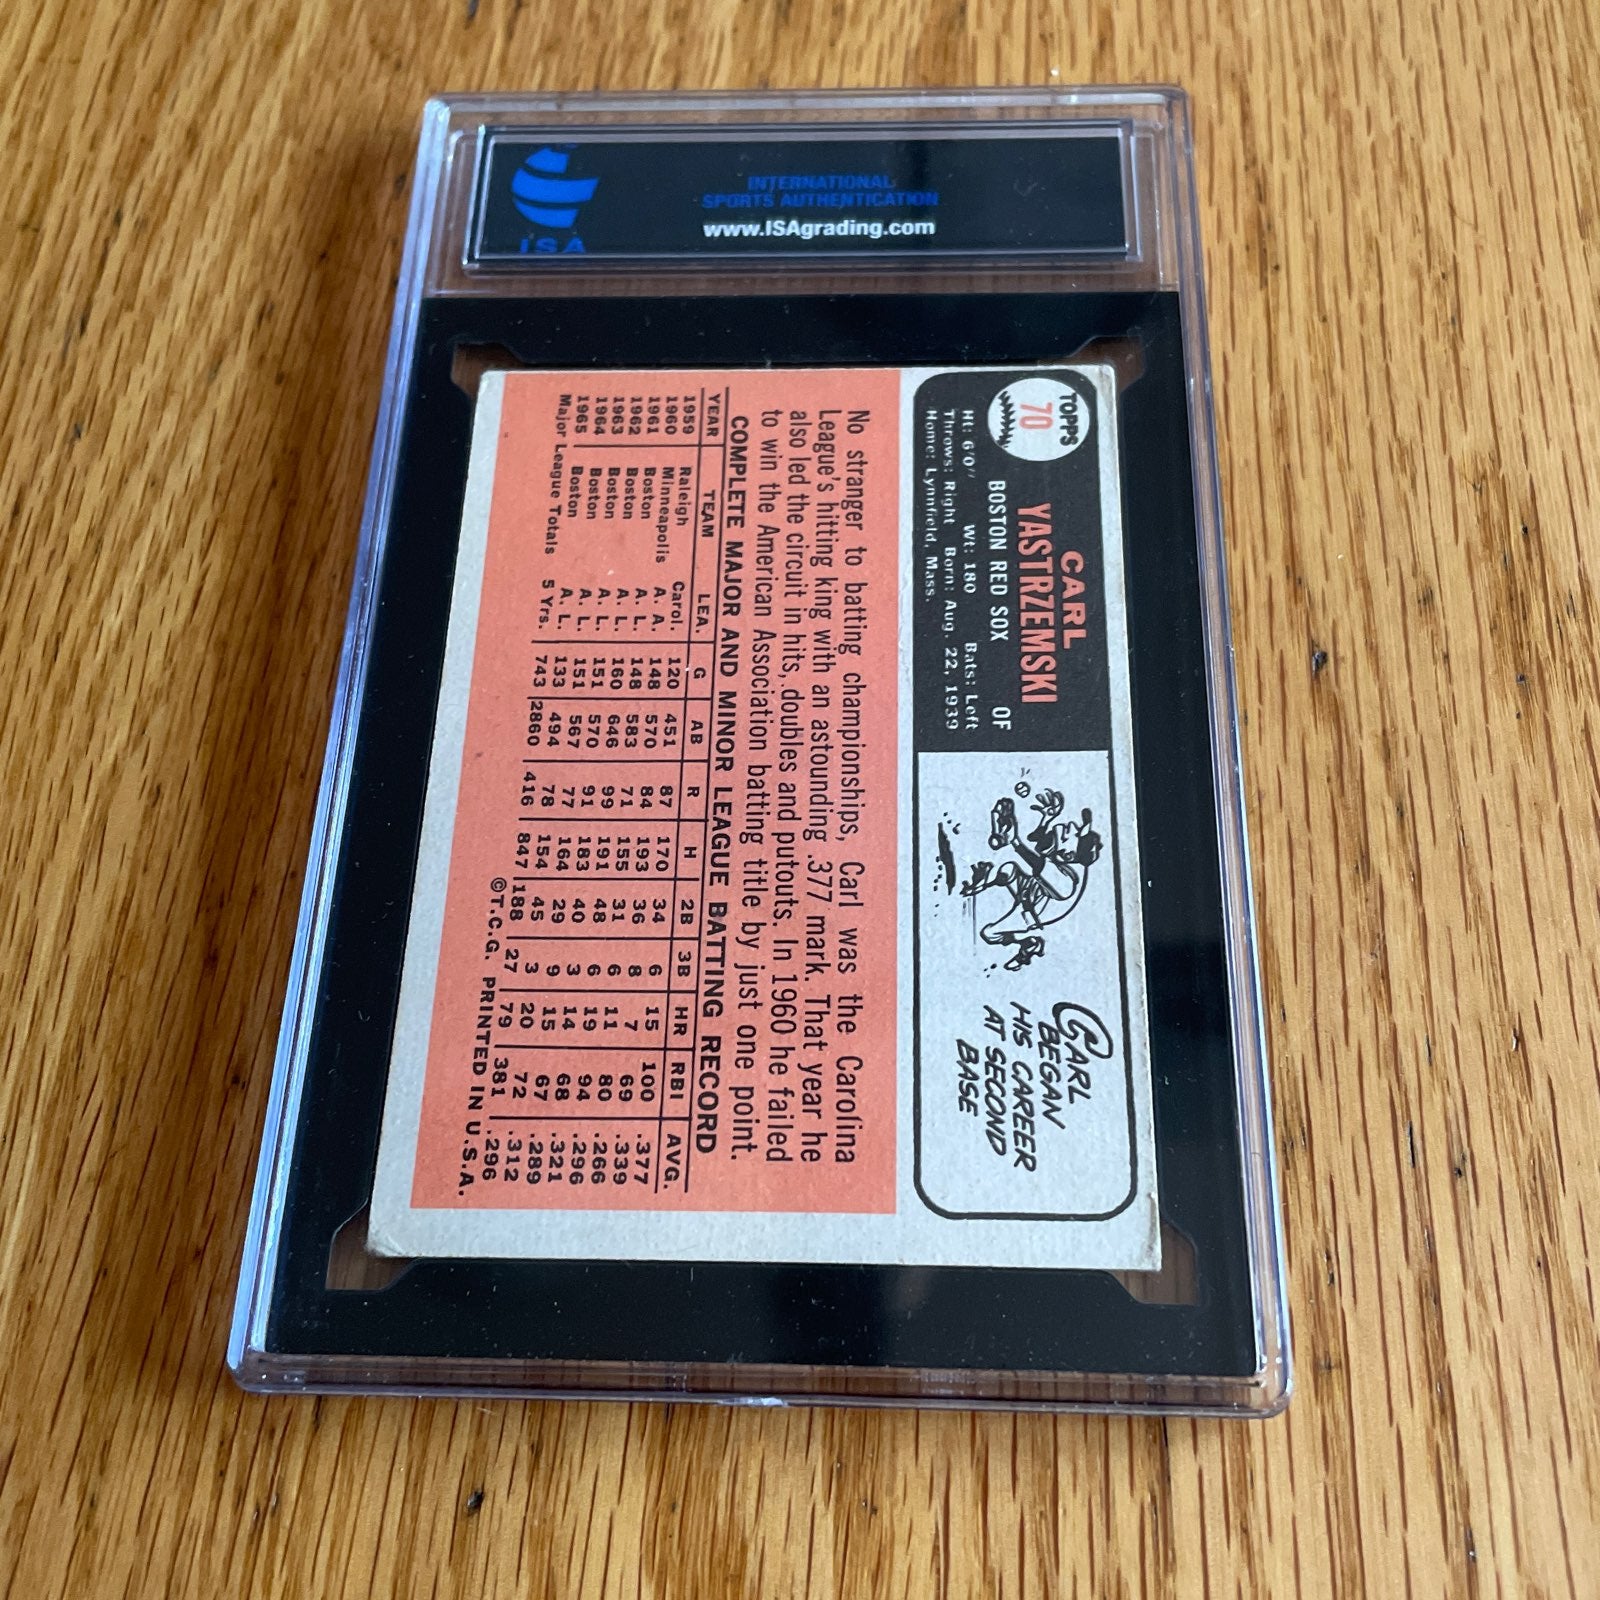 ISA
INTERNATIONAL
SPORTS AUTHENTICATION
www.ISAgrading.com
TOPPS
70
CARL
YASTRZEMSKI
OF
BOSTON RED SOX
Ht: 6'0" Wt: 180 Bats: Left
Throws: Right Born: Aug. 22, 1939
Home: Lynnfield, Mass.
CARL
BEGAN
HIS CAREER
AT SECOND
BASE
No stranger to batting championships, Carl was the Carolina
League's hitting king with an astounding .377 mark. That year he
also led the circuit in hits, doubles and putouts. In 1960 he failed
to win the American Association batting title by just one point.
COMPLETE MAJOR AND MINOR LEAGUE BATTING RECORD
YEAR TEAM LEA. G AB R H 2B 3B HR RBI AVG.
1959 Raleigh Carol. 120 451 87 170 34 6 15 100 .377
1960 Minneapolis A. A. 148 570 84 193 36 8 7 69 .339
1961 Boston A. L. 148 583 71 155 31 6 11 80 .266
1962 Boston A. L. 160 646 99 191 48 6 19 94 .296
1963 Boston A. L. 151 570 91 183 40 3 14 68 .321
1964 Boston A. L. 151 567 77 164 29 9 15 67 .289
1965 Boston A. L. 133 494 78 154 45 3 20 72 .312
Major League Totals 5 Yrs. 743 2860 416 847 188 27 79 381 .296
©T.C.G. PRINTED IN U.S.A.